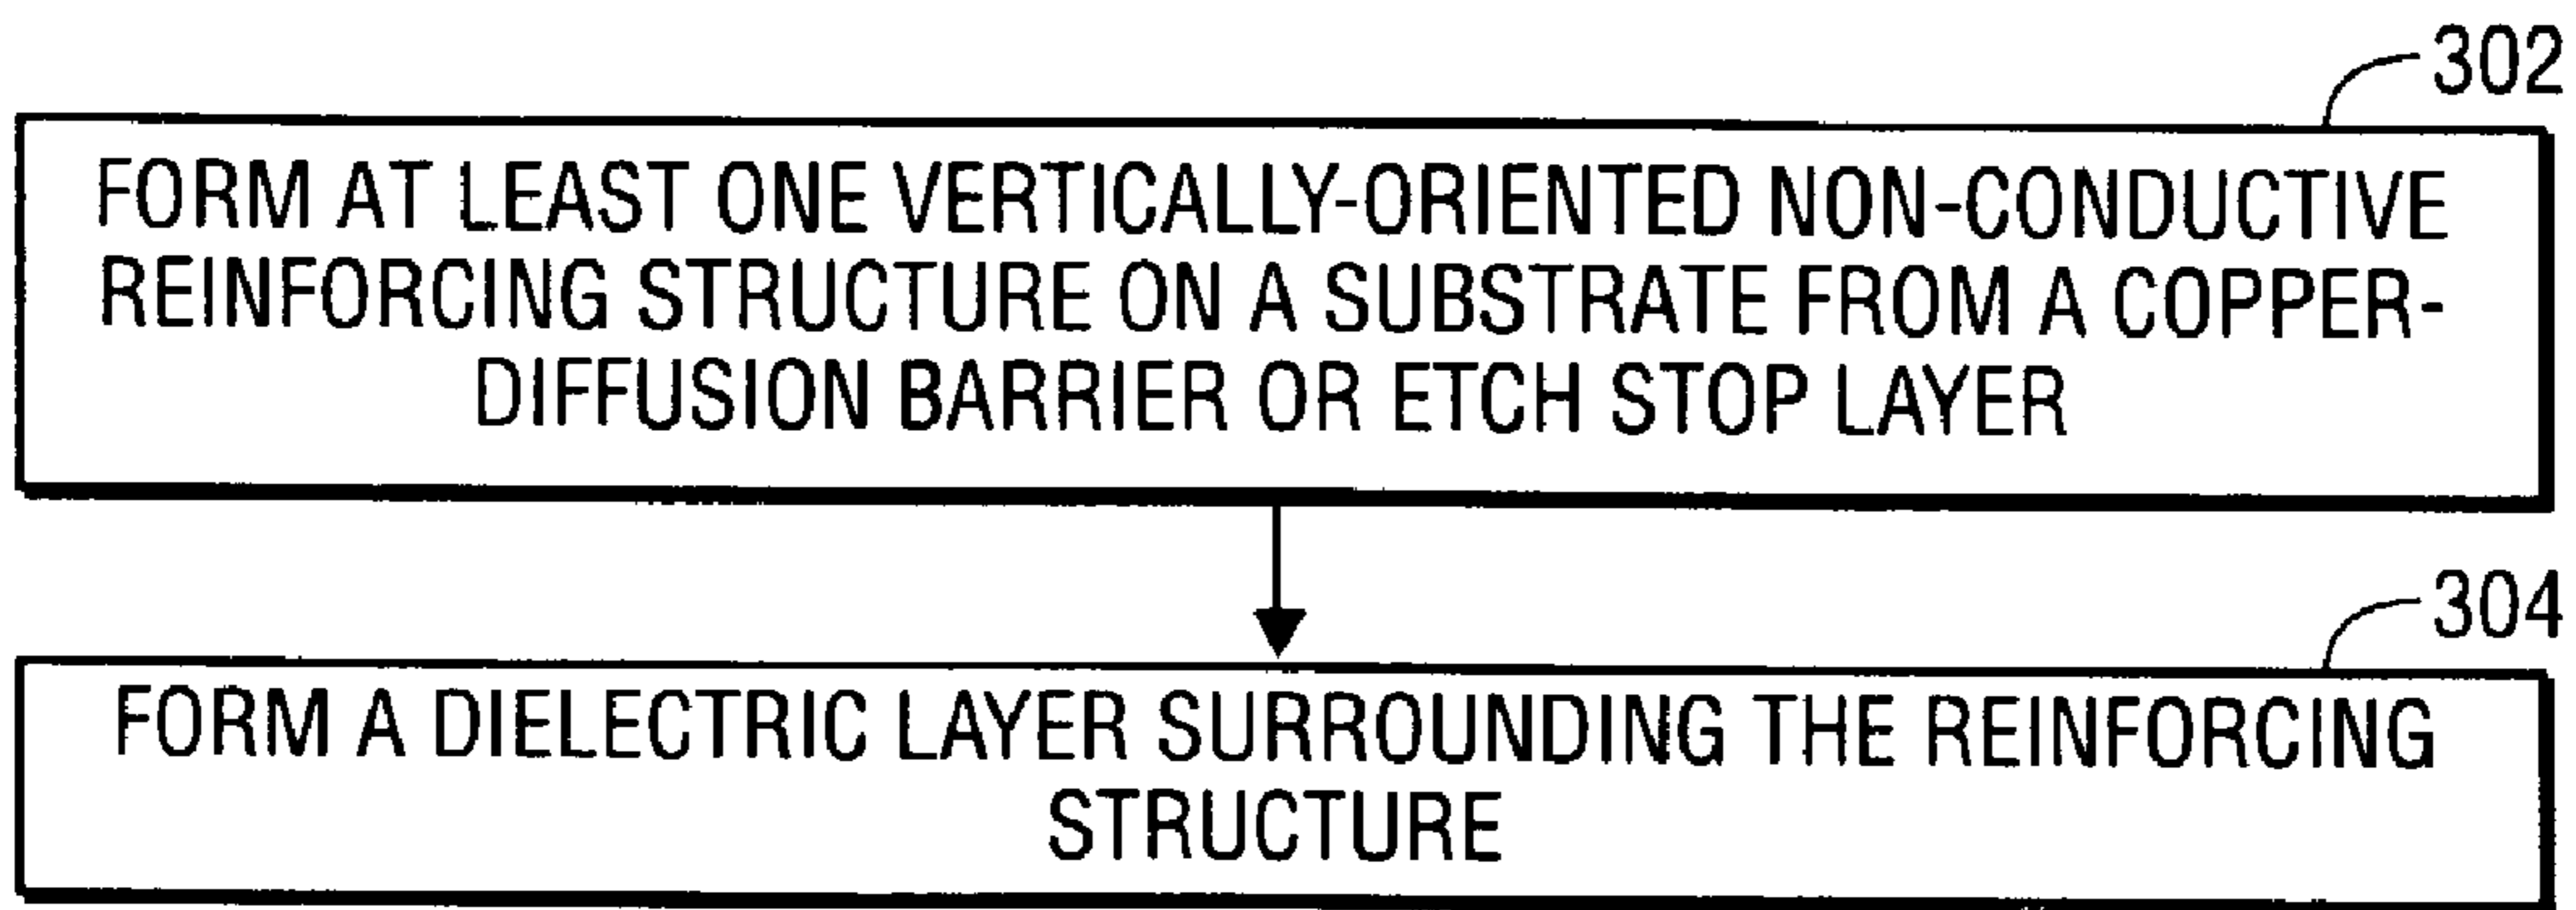 302
FORM AT LEAST ONE VERTICALLY-ORIENTED NON-CONDUCTIVE
REINFORCING STRUCTURE ON A SUBSTRATE FROM A COPPER-
DIFFUSION BARRIER OR ETCH STOP LAYER
304
FORM A DIELECTRIC LAYER SURROUNDING THE REINFORCING
STRUCTURE